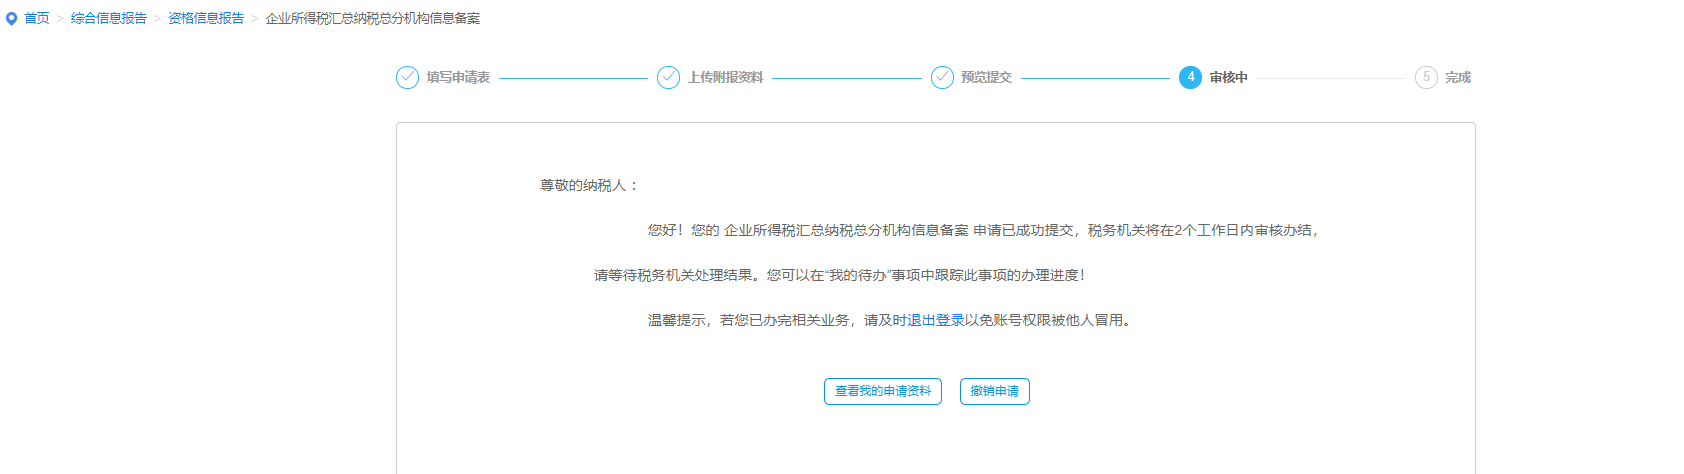 首页 > 综合信息报告 > 资格信息报告 > 企业所得税汇总纳税总分机构信息备案
填写申请表 上传附报资料 预览提交 4 审核中 5 完成
尊敬的纳税人：
您好！您的 企业所得税汇总纳税总分机构信息备案 申请已成功提交，税务机关将在2个工作日内审核办结，
请等待税务机关处理结果。您可以在“我的待办”事项中跟踪此事项的办理进度！
温馨提示，若您已办完相关业务，请及时退出登录以免账号权限被他人冒用。
查看我的申请资料 撤销申请